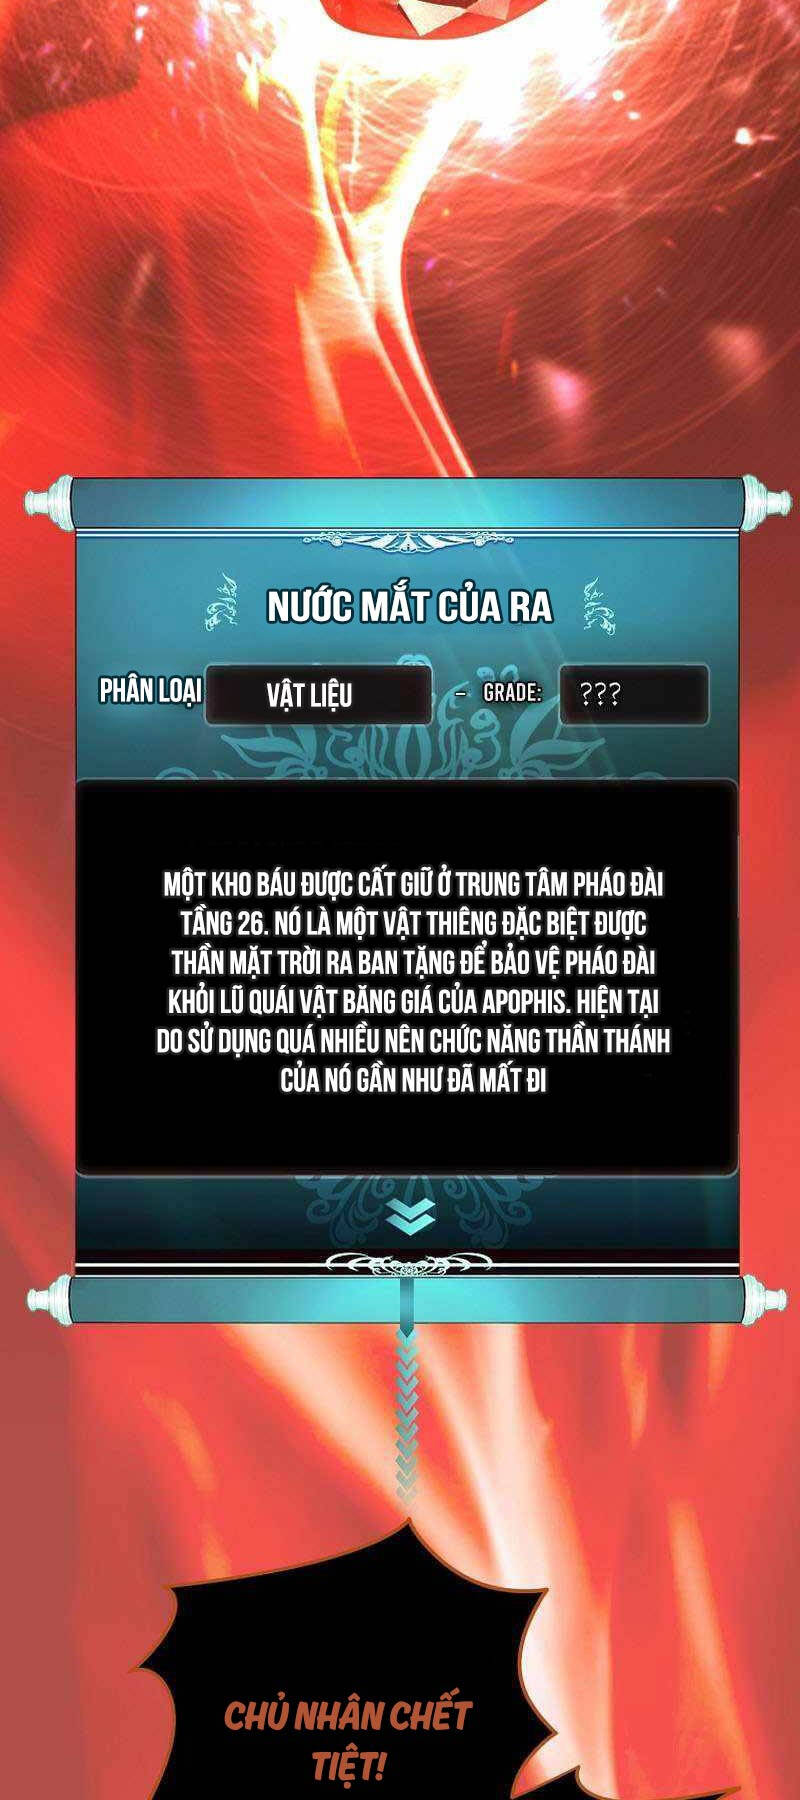 NƯỚC MẮT CỦA RA
PHÂN LOẠI VẬT LIỆU - GRADE: ???
MỘT KHO BÁU ĐƯỢC CẤT GIỮ Ở TRUNG TÂM PHÁO ĐÀI
TẦNG 26. NÓ LÀ MỘT VẬT THIÊNG ĐẶC BIỆT ĐƯỢC
THẦN MẶT TRỜI RA BAN TẶNG ĐỂ BẢO VỆ PHÁO ĐÀI
KHỎI LŨ QUÁI VẬT BĂNG GIÁ CỦA APOPHIS. HIỆN TẠI
DO SỬ DỤNG QUÁ NHIỀU NÊN CHỨC NĂNG THẦN THÁNH
CỦA NÓ GẦN NHƯ ĐÃ MẤT ĐI
CHỦ NHÂN CHẾT
TIỆT!